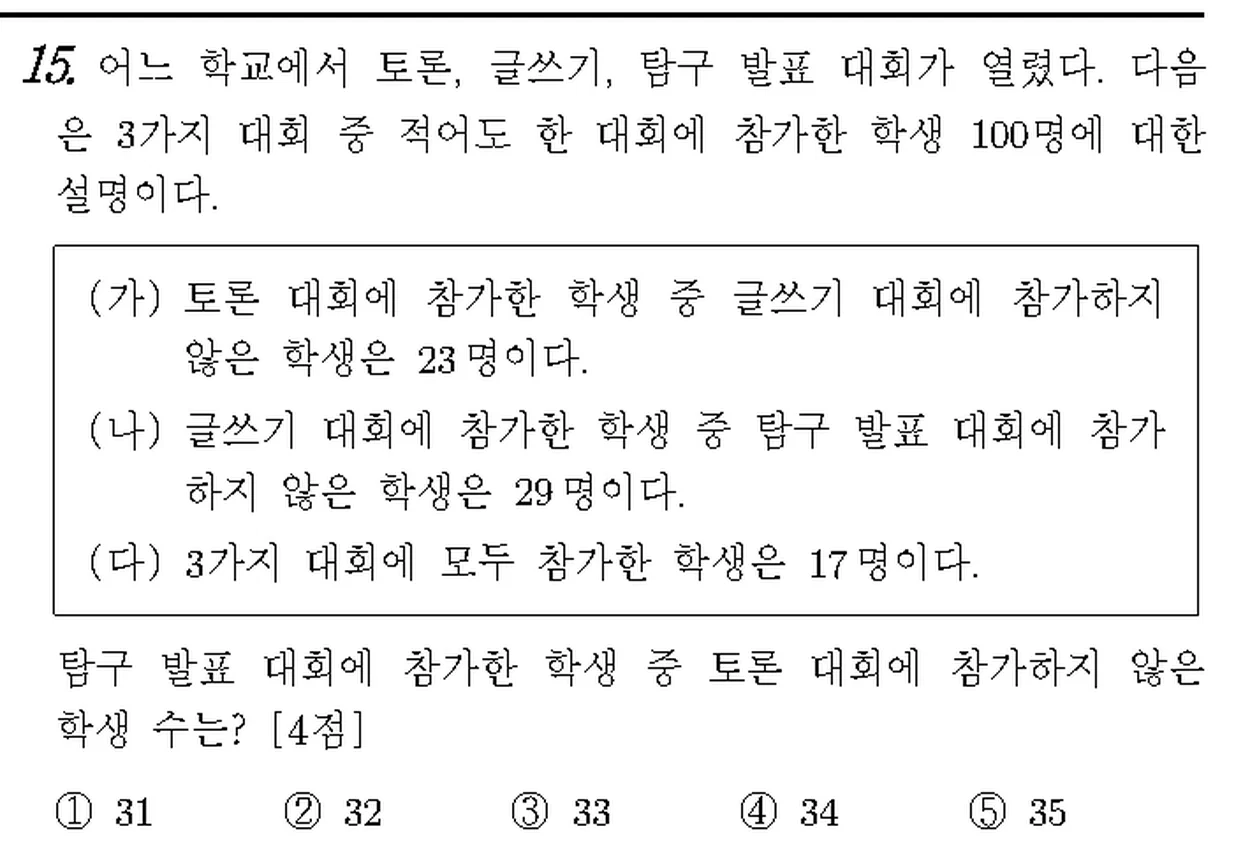 15. 어느 학교에서 토론, 글쓰기, 탐구 발표 대회가 열렸다. 다음
은 3가지 대회 중 적어도 한 대회에 참가한 학생 100명에 대한
설명이다.
(가) 토론 대회에 참가한 학생 중 글쓰기 대회에 참가하지
않은 학생은 23명이다.
(나) 글쓰기 대회에 참가한 학생 중 탐구 발표 대회에 참가
하지 않은 학생은 29명이다.
(다) 3가지 대회에 모두 참가한 학생은 17명이다.
탐구 발표 대회에 참가한 학생 중 토론 대회에 참가하지 않은
학생 수는? [4점]
① 31 ② 32 ③ 33 ④ 34 ⑤ 35